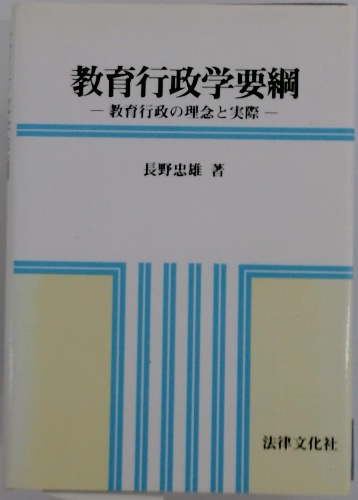 教育行政学要綱
―教育行政の理念と実際―
長野忠雄 著
法律文化社